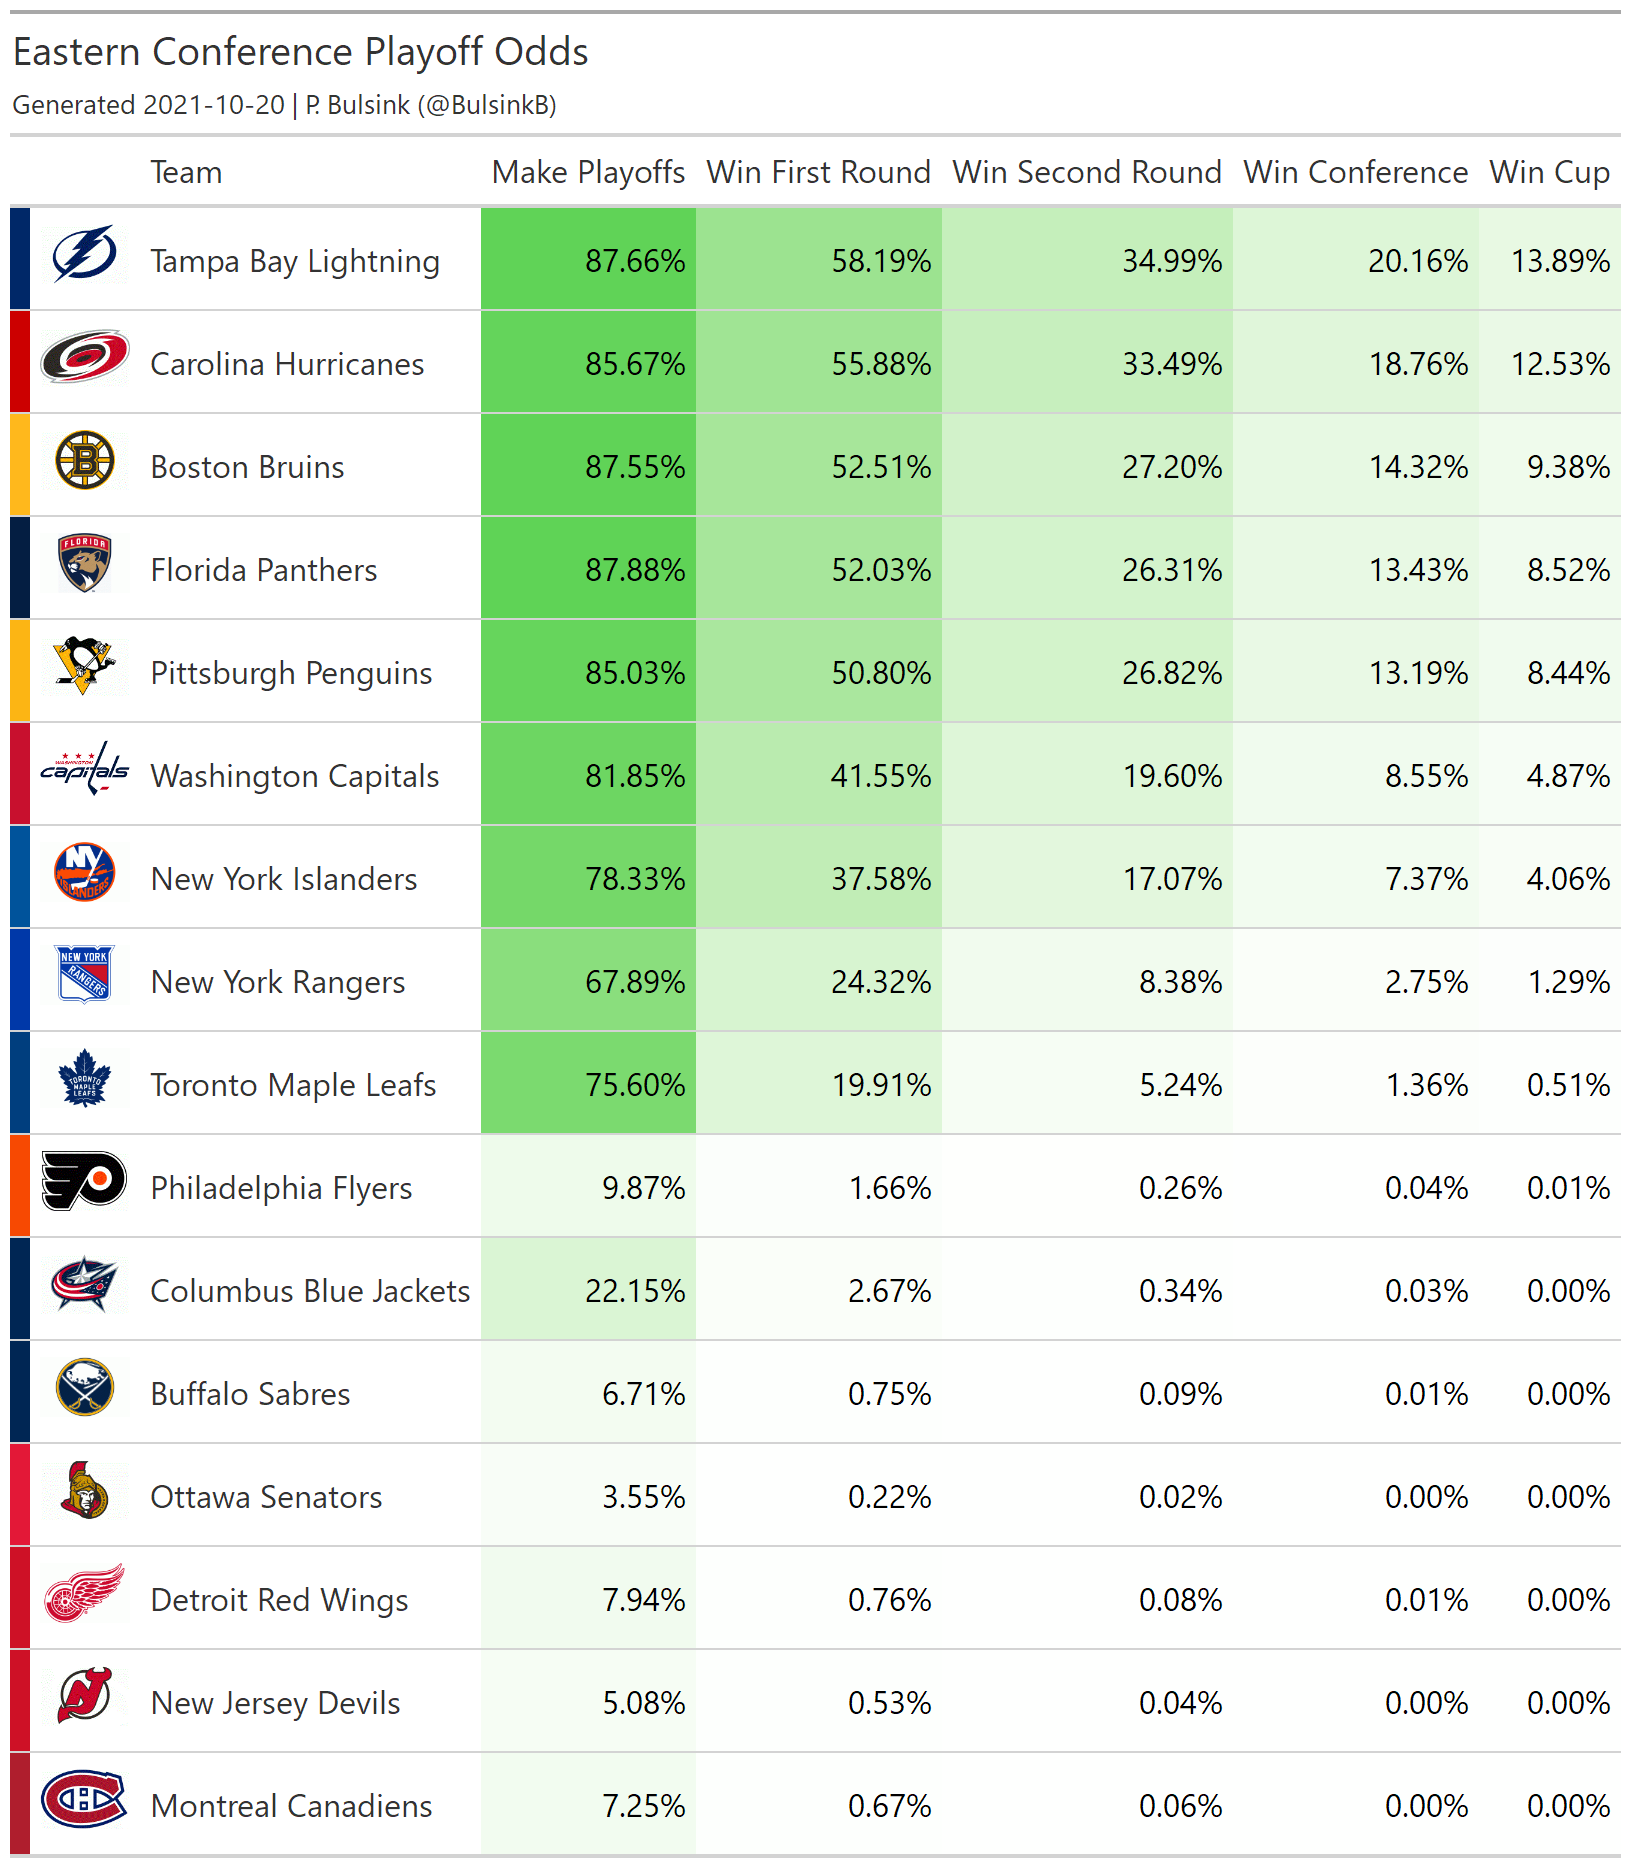 Eastern Conference Playoff Odds
Generated 2021-10-20 | P. Bulsink (@BulsinkB)
Team Make Playoffs Win First Round Win Second Round Win Conference Win Cup
Tampa Bay Lightning 87.66% 58.19% 34.99% 20.16% 13.89%
Carolina Hurricanes 85.67% 55.88% 33.49% 18.76% 12.53%
B Boston Bruins 87.55% 52.51% 27.20% 14.32% 9.38%
FLORIDA Florida Panthers 87.88% 52.03% 26.31% 13.43% 8.52%
Pittsburgh Penguins 85.03% 50.80% 26.82% 13.19% 8.44%
WASHINGTON capitals Washington Capitals 81.85% 41.55% 19.60% 8.55% 4.87%
NY ISLANDERS New York Islanders 78.33% 37.58% 17.07% 7.37% 4.06%
NEW YORK RANGERS New York Rangers 67.89% 24.32% 8.38% 2.75% 1.29%
TORONTO MAPLE LEAFS Toronto Maple Leafs 75.60% 19.91% 5.24% 1.36% 0.51%
Philadelphia Flyers 9.87% 1.66% 0.26% 0.04% 0.01%
Columbus Blue Jackets 22.15% 2.67% 0.34% 0.03% 0.00%
Buffalo Sabres 6.71% 0.75% 0.09% 0.01% 0.00%
Ottawa Senators 3.55% 0.22% 0.02% 0.00% 0.00%
Detroit Red Wings 7.94% 0.76% 0.08% 0.01% 0.00%
New Jersey Devils 5.08% 0.53% 0.04% 0.00% 0.00%
Montreal Canadiens 7.25% 0.67% 0.06% 0.00% 0.00%